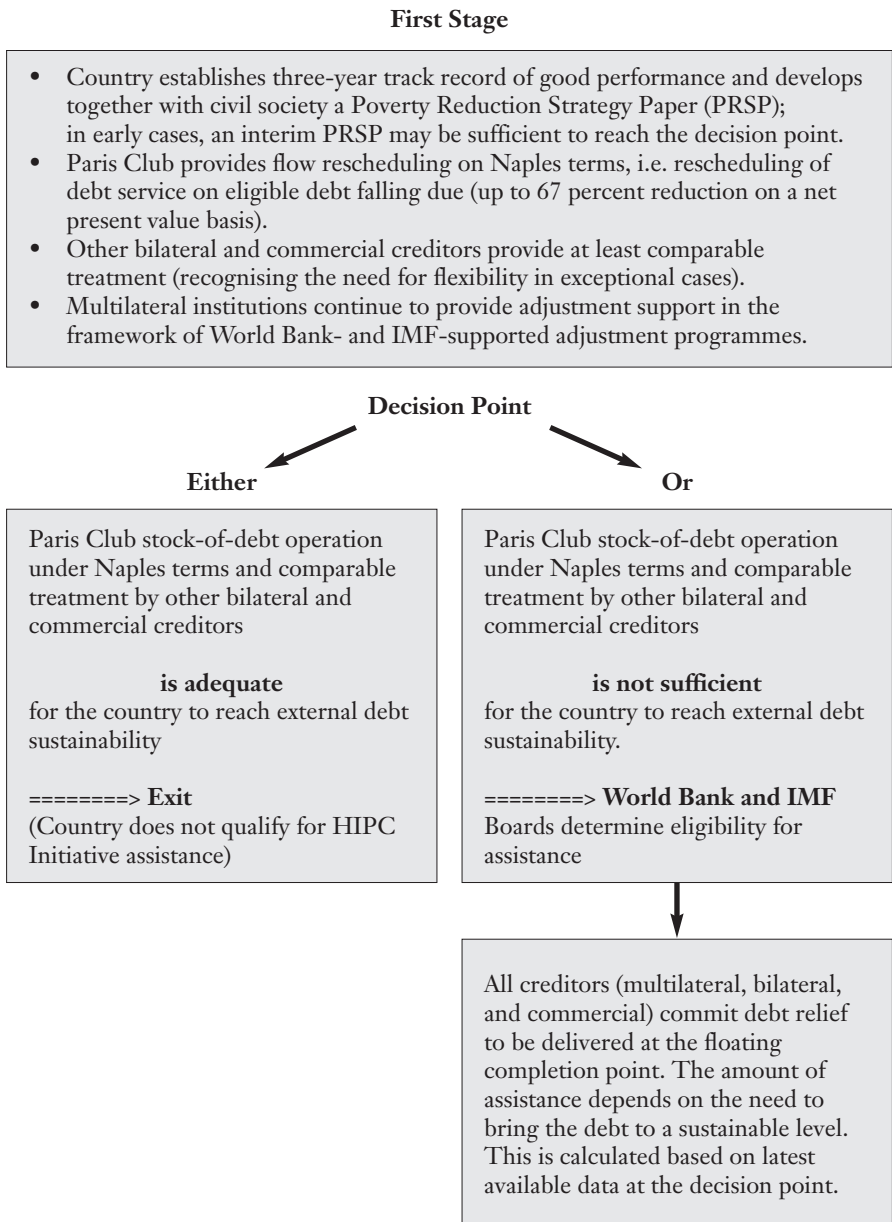 First Stage
• Country establishes three-year track record of good performance and develops
together with civil society a Poverty Reduction Strategy Paper (PRSP);
in early cases, an interim PRSP may be sufficient to reach the decision point.
• Paris Club provides flow rescheduling on Naples terms, i.e. rescheduling of
debt service on eligible debt falling due (up to 67 percent reduction on a net
present value basis).
• Other bilateral and commercial creditors provide at least comparable
treatment (recognising the need for flexibility in exceptional cases).
• Multilateral institutions continue to provide adjustment support in the
framework of World Bank- and IMF-supported adjustment programmes.
Decision Point
Either
Paris Club stock-of-debt operation
under Naples terms and comparable
treatment by other bilateral and
commercial creditors
is adequate
for the country to reach external debt
sustainability
========> Exit
(Country does not qualify for HIPC
Initiative assistance)
Or
Paris Club stock-of-debt operation
under Naples terms and comparable
treatment by other bilateral and
commercial creditors
is not sufficient
for the country to reach external debt
sustainability.
========> World Bank and IMF
Boards determine eligibility for
assistance
All creditors (multilateral, bilateral,
and commercial) commit debt relief
to be delivered at the floating
completion point. The amount of
assistance depends on the need to
bring the debt to a sustainable level.
This is calculated based on latest
available data at the decision point.